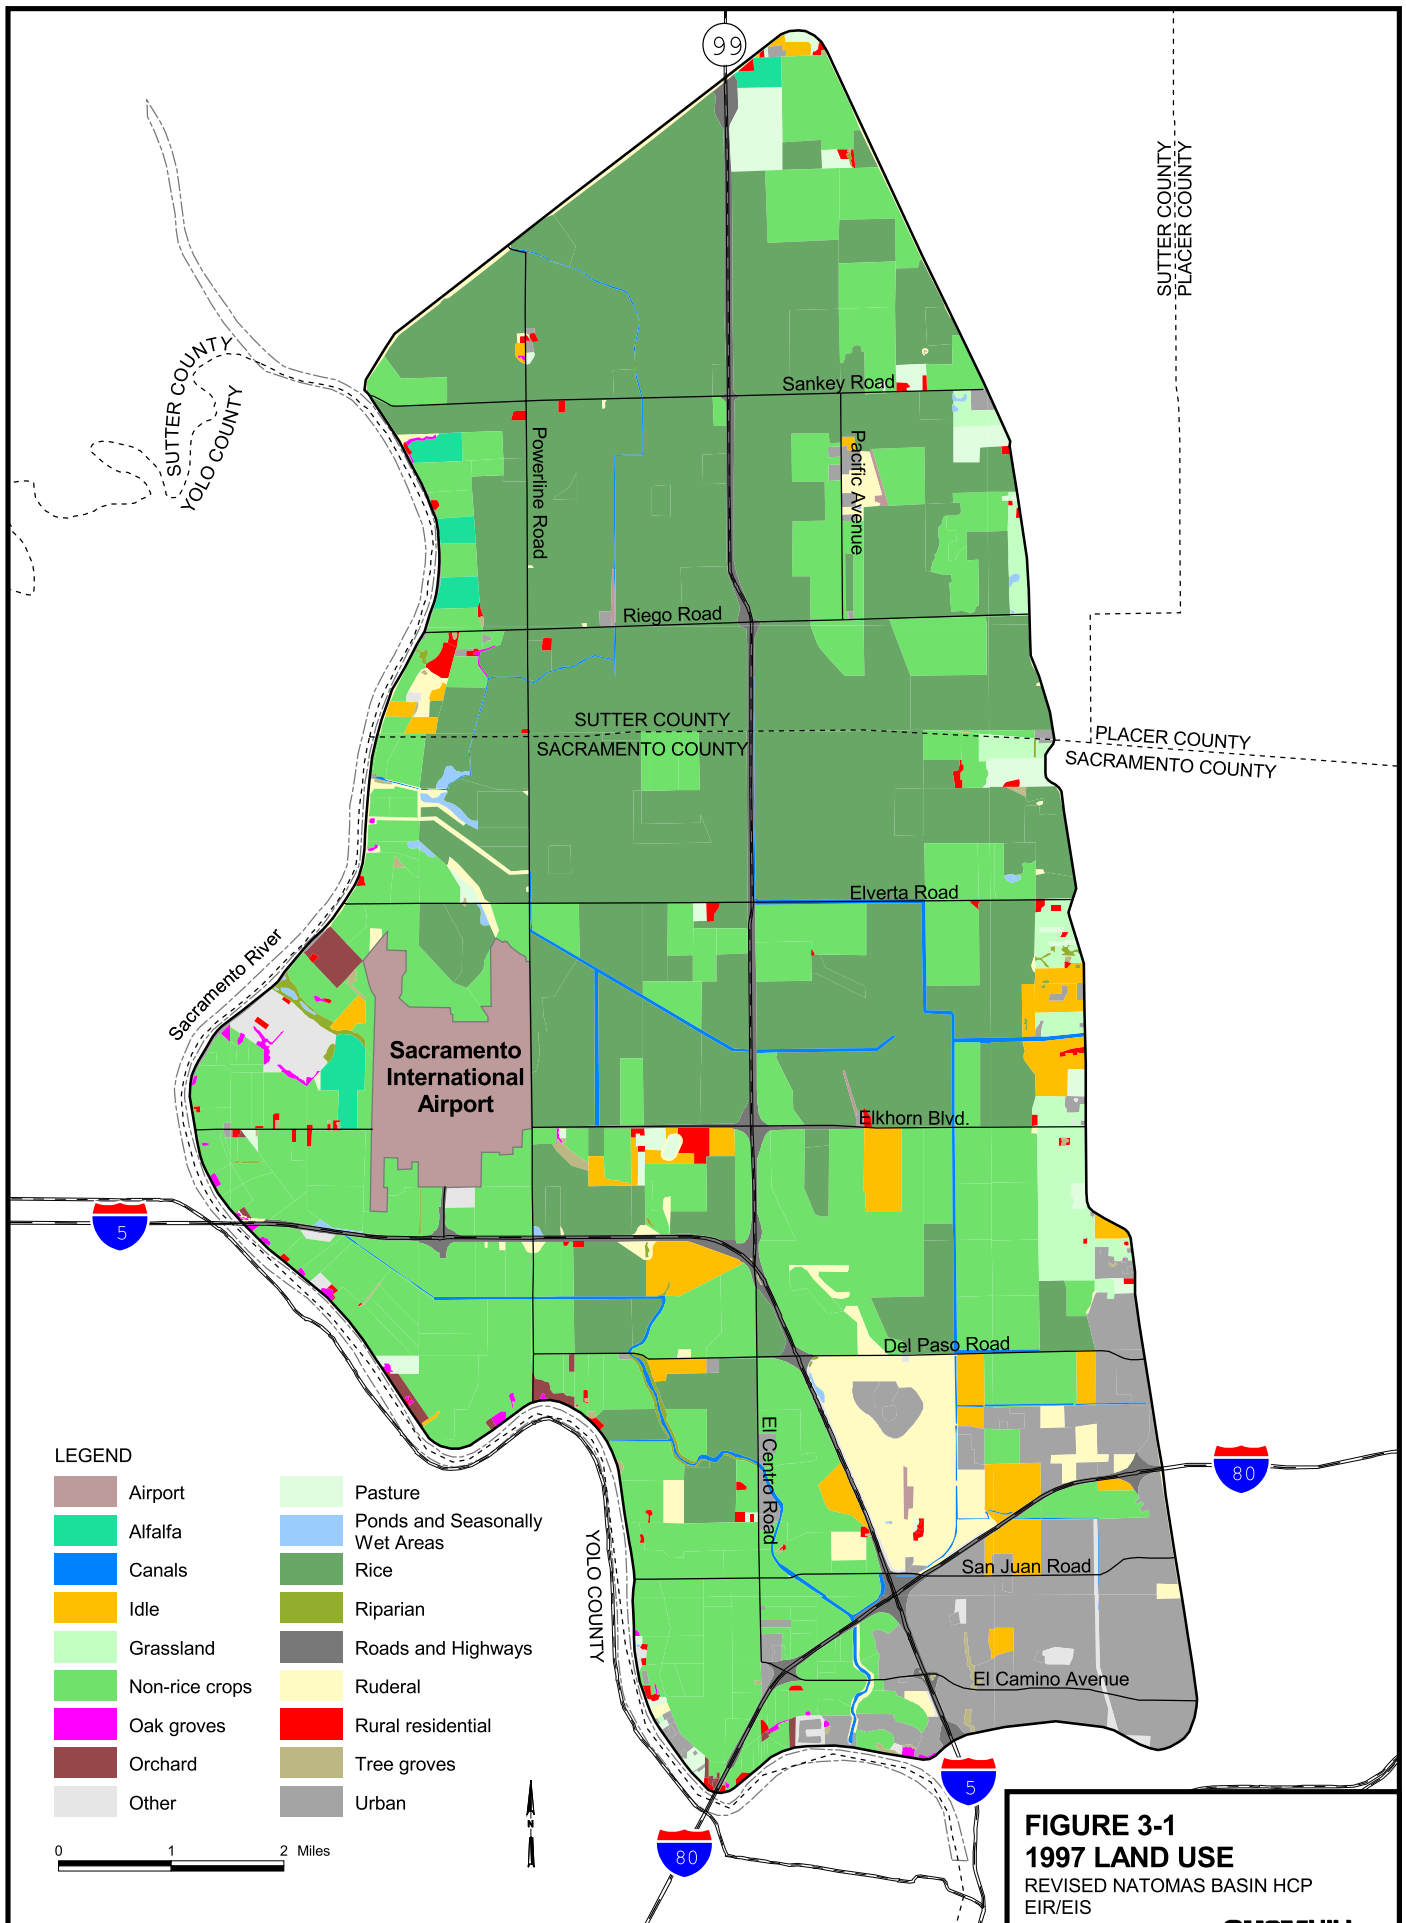 99
SUTTER COUNTY
PLACER COUNTY
SUTTER COUNTY
YOLO COUNTY
Sankey Road
Powerline Road
Pacific Avenue
Riego Road
SUTTER COUNTY
SACRAMENTO COUNTY
PLACER COUNTY
SACRAMENTO COUNTY
Elverta Road
Sacramento River
Sacramento
International
Airport
Elkhorn Blvd.
5
Del Paso Road
El Centro Road
80
YOLO COUNTY
San Juan Road
El Camino Avenue
5
80
LEGEND
Airport
Alfalfa
Canals
Idle
Grassland
Non-rice crops
Oak groves
Orchard
Other
Pasture
Ponds and Seasonally
Wet Areas
Rice
Riparian
Roads and Highways
Ruderal
Rural residential
Tree groves
Urban
0 1 2 Miles
N
FIGURE 3-1
1997 LAND USE
REVISED NATOMAS BASIN HCP
EIR/EIS